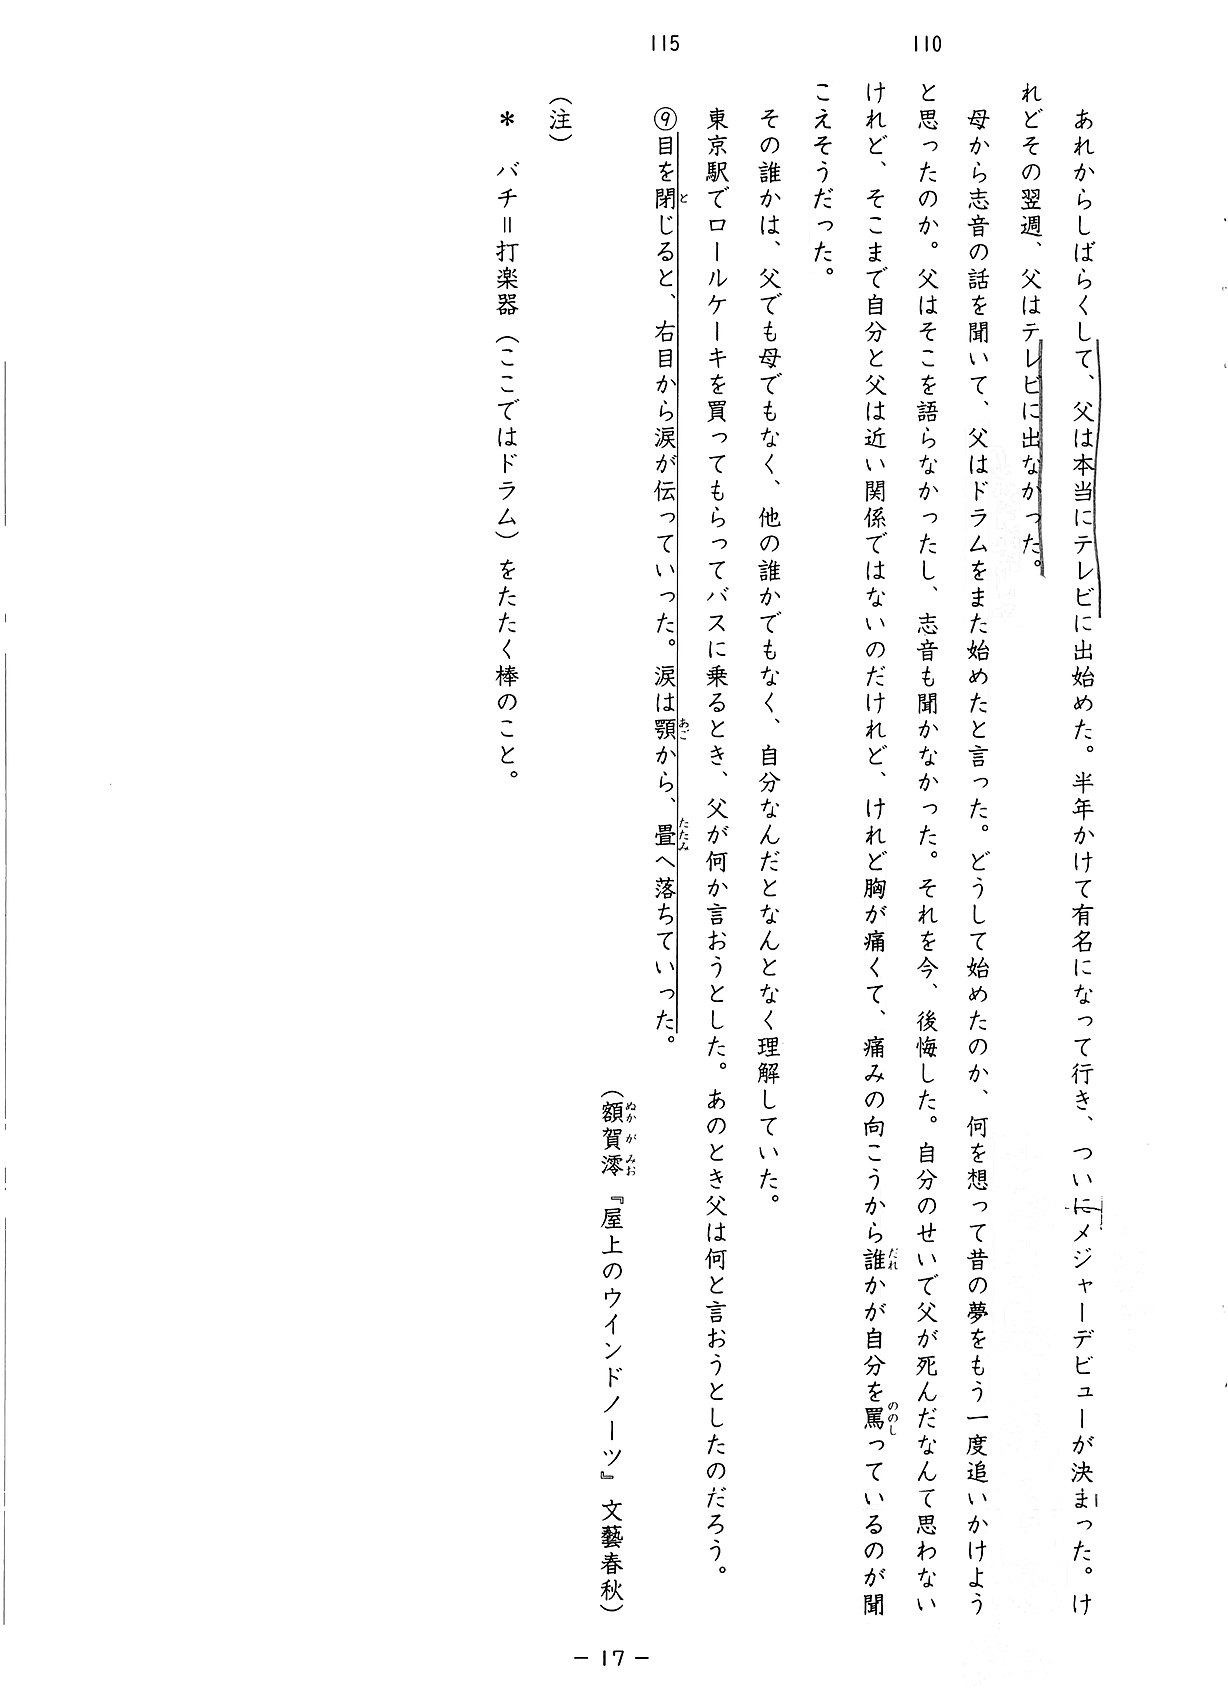 あれからしばらくして、父は本当にテレビに出始めた。半年かけて有名になって行き、ついにメジャーデビューが決まった。け
れどその翌週、父はテレビに出なかった。
母から志音の話を聞いて、父はドラムをまた始めたと言った。どうして始めたのか、何を想って昔の夢をもう一度追いかけよう
110
と思ったのか。父はそこを語らなかったし、志音も聞かなかった。それを今、後悔した。自分のせいで父が死んだなんて思わない
けれど、そこまで自分と父は近い関係ではないのだけれど、けれど胸が痛くて、痛みの向こうから誰かが自分を罵っているのが聞
だれ
ののし
こえそうだった。
その誰かは、父でも母でもなく、他の誰かでもなく、自分なんだとなんとなく理解していた。
東京駅でロールケーキを買ってもらってバスに乗るとき、父が何か言おうとした。あのとき父は何と言おうとしたのだろう。
115
⑨目を閉じると、右目から涙が伝っていった。涙は顎から、畳へ落ちていった。
と
あご
たたみ
（額賀澪『屋上のウインドノーツ』文藝春秋）
ぬかがみお
（注）
＊ バチ＝打楽器（ここではドラム）をたたく棒のこと。
－17－